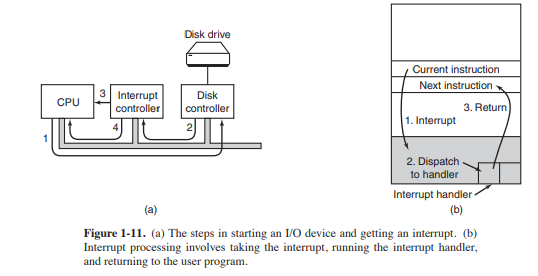 Disk drive
CPU
3
Interrupt
controller
Disk
controller
1
4
2
Current instruction
Next instruction
3. Return
1. Interrupt
2. Dispatch
to handler
Interrupt handler
(a)
(b)
Figure 1-11. (a) The steps in starting an I/O device and getting an interrupt. (b)
Interrupt processing involves taking the interrupt, running the interrupt handler,
and returning to the user program.